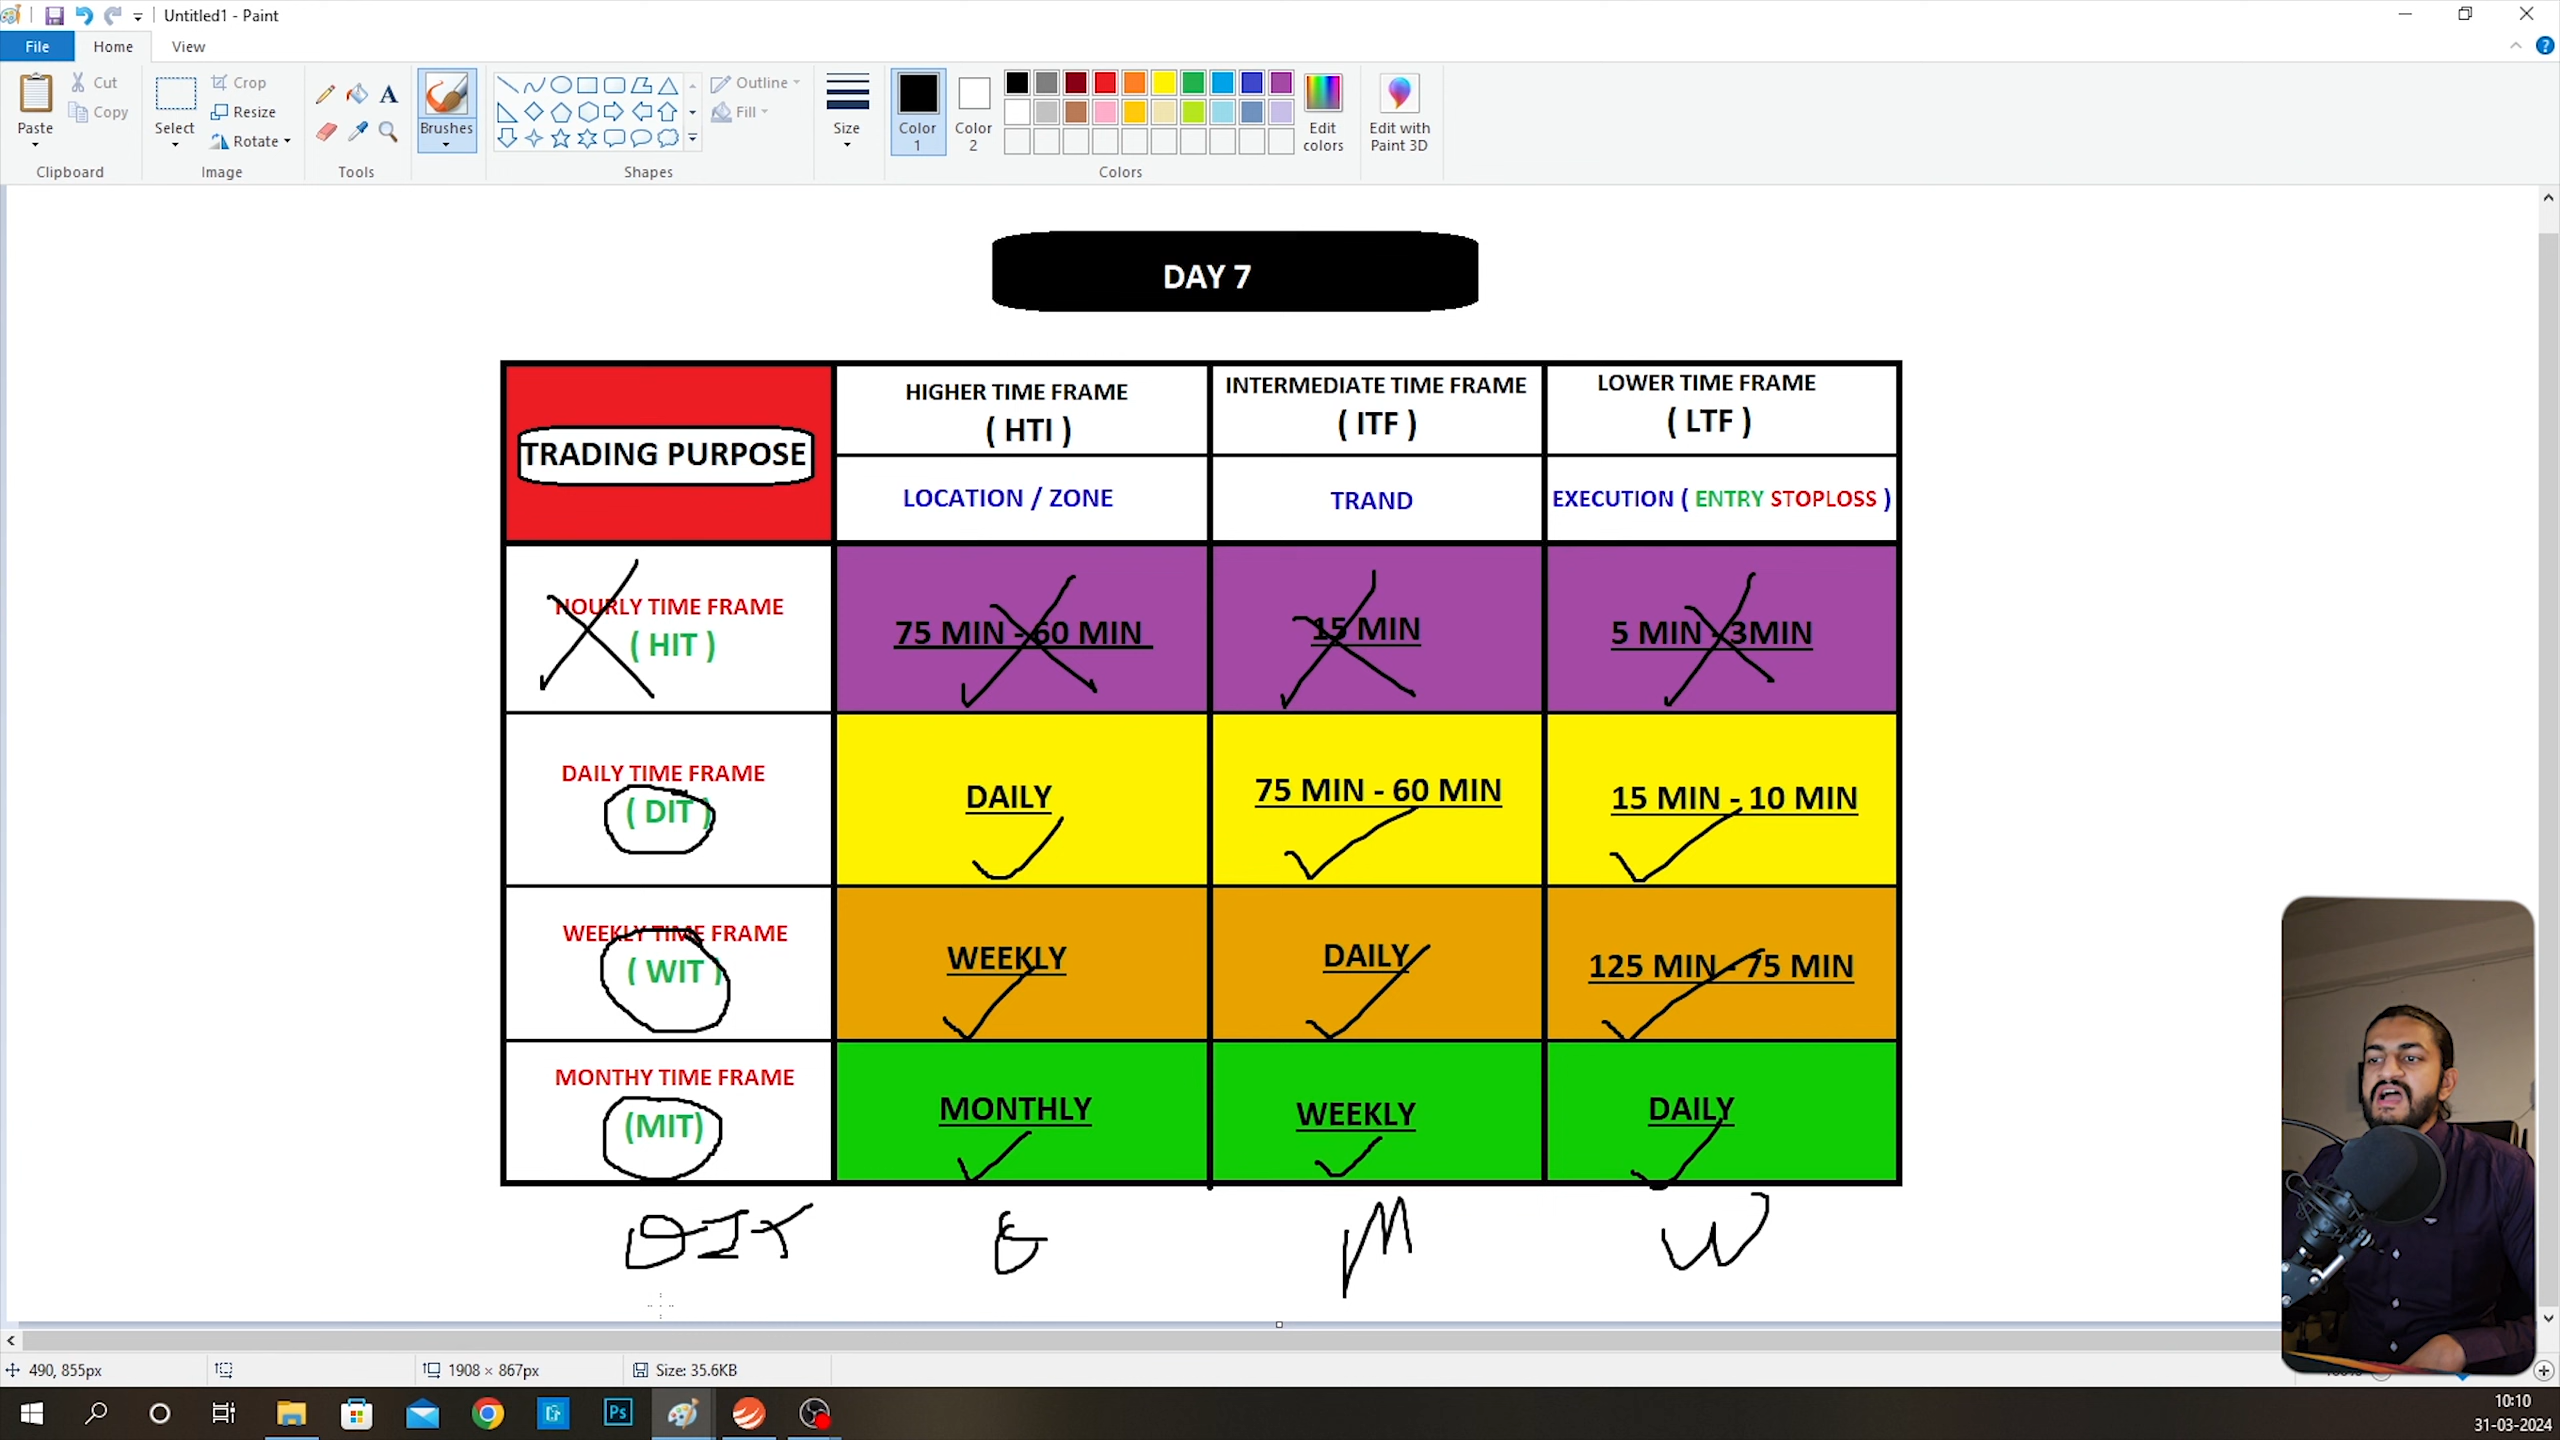 Untitled1 - Paint
File Home View
Paste
Cut
Copy
Clipboard
Select
Crop
Resize
Rotate
Image
A
Tools
Brushes
Outline
Fill
Shapes
Size
Color 1
Color 2
Edit colors
Colors
Edit with Paint 3D
DAY 7
TRADING PURPOSE
HIGHER TIME FRAME
( HTI )
INTERMEDIATE TIME FRAME
( ITF )
LOWER TIME FRAME
( LTF )
LOCATION / ZONE
TRAND
EXECUTION ( ENTRY STOPLOSS )
HOURLY TIME FRAME
( HIT )
75 MIN - 60 MIN
15 MIN
5 MIN - 3MIN
DAILY TIME FRAME
( DIT )
DAILY
75 MIN - 60 MIN
15 MIN - 10 MIN
WEEKLY TIME FRAME
( WIT )
WEEKLY
DAILY
125 MIN - 75 MIN
MONTHY TIME FRAME
(MIT)
MONTHLY
WEEKLY
DAILY
M W
490, 855px
1908 × 867px
Size: 35.6KB
Ps
10:10
31-03-2024